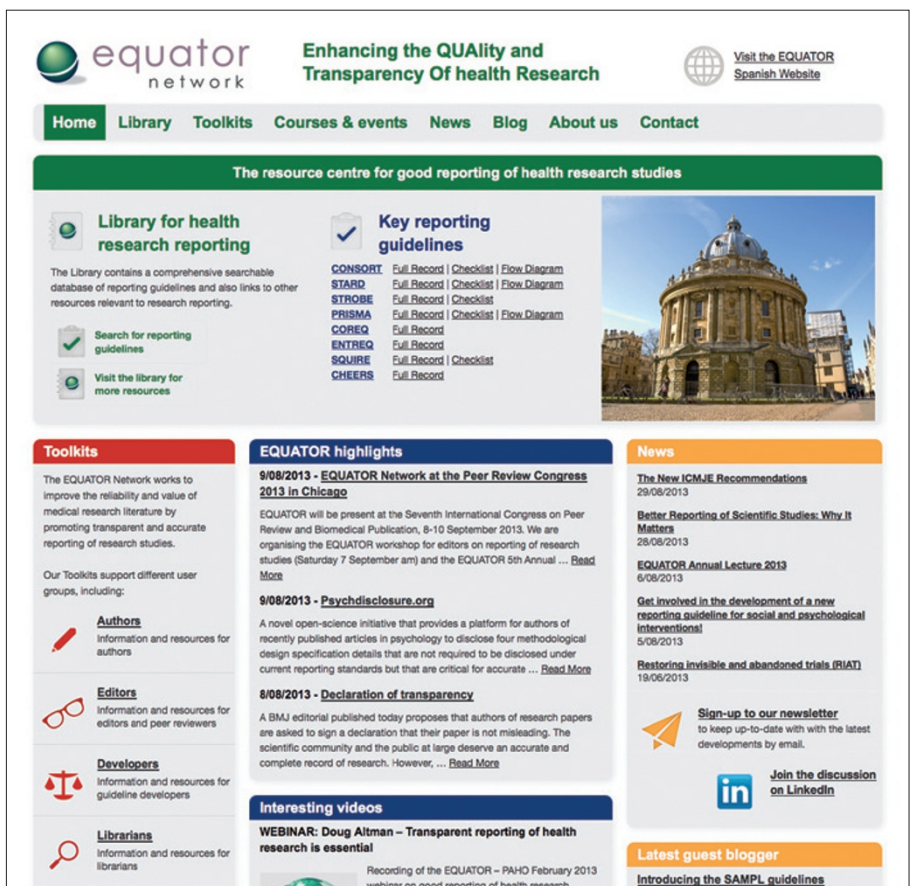 equator
network
Enhancing the QUAlity and
Transparency Of health Research
Visit the EQUATOR
Spanish Website
Home Library Toolkits Courses & events News Blog About us Contact
The resource centre for good reporting of health research studies
Library for health
research reporting
The Library contains a comprehensive searchable
database of reporting guidelines and also links to other
resources relevant to research reporting.
Search for reporting
guidelines
Visit the library for
more resources
Key reporting
guidelines
CONSORT Full Record | Checklist | Flow Diagram
STARD Full Record | Checklist | Flow Diagram
STROBE Full Record | Checklist
PRISMA Full Record | Checklist | Flow Diagram
COREQ Full Record
ENTREQ Full Record
SQUIRE Full Record | Checklist
CHEERS Full Record
Toolkits
The EQUATOR Network works to
improve the reliability and value of
medical research literature by
promoting transparent and accurate
reporting of research studies.
Our Toolkits support different user
groups, including:
Authors
Information and resources for
authors
Editors
Information and resources for
editors and peer reviewers
Developers
Information and resources for
guideline developers
Librarians
Information and resources for
librarians
EQUATOR highlights
9/08/2013 - EQUATOR Network at the Peer Review Congress
2013 in Chicago
EQUATOR will be present at the Seventh International Congress on Peer
Review and Biomedical Publication, 8-10 September 2013. We are
organising the EQUATOR workshop for editors on reporting of research
studies (Saturday 7 September am) and the EQUATOR 5th Annual ... Read
More
9/08/2013 - Psychdisclosure.org
A novel open-science initiative that provides a platform for authors of
recently published articles in psychology to disclose four methodological
design specification details that are not required to be disclosed under
current reporting standards but that are critical for accurate ... Read More
8/08/2013 - Declaration of transparency
A BMJ editorial published today proposes that authors of research papers
are asked to sign a declaration that their paper is not misleading. The
scientific community and the public at large deserve an accurate and
complete record of research. However, ... Read More
Interesting videos
WEBINAR: Doug Altman – Transparent reporting of health
research is essential
Recording of the EQUATOR – PAHO February 2013
webinar on good reporting of health research
News
The New ICMJE Recommendations
29/08/2013
Better Reporting of Scientific Studies: Why It
Matters
28/08/2013
EQUATOR Annual Lecture 2013
6/08/2013
Get involved in the development of a new
reporting guideline for social and psychological
interventions!
5/08/2013
Restoring invisible and abandoned trials (RIAT)
19/06/2013
Sign-up to our newsletter
to keep up-to-date with with the latest
developments by email.
in
Join the discussion
on LinkedIn
Latest guest blogger
Introducing the SAMPL guidelines